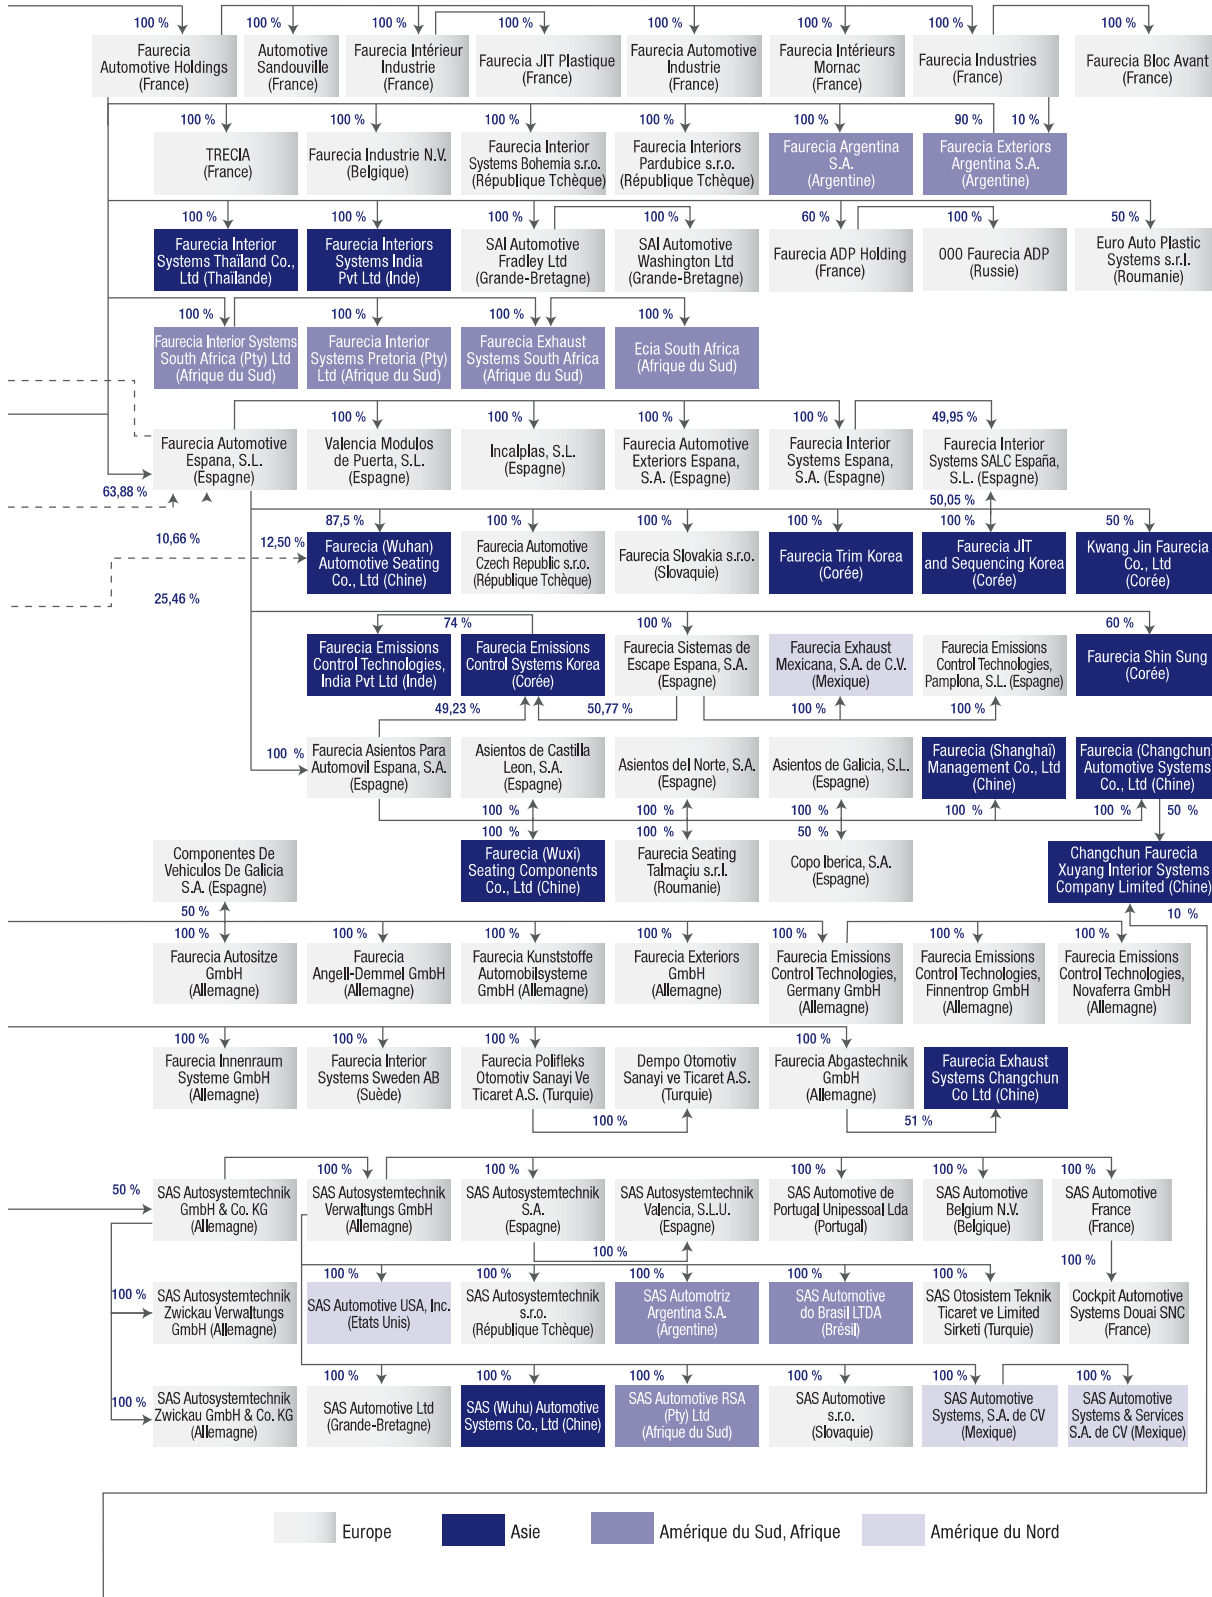 100 %
100 %
100 %
100 %
100 %
100 %
100 %
100 %
Faurecia
Automotive Holdings
(France)
Automotive
Sandouville
(France)
Faurecia Intérieur
Industrie
(France)
Faurecia JIT Plastique
(France)
Faurecia Automotive
Industrie
(France)
Faurecia Intérieurs
Mornac
(France)
Faurecia Industries
(France)
Faurecia Bloc Avant
(France)
100 %
100 %
100 %
100 %
100 %
90 %
10 %
TRECIA
(France)
Faurecia Industrie N.V.
(Belgique)
Faurecia Interior
Systems Bohemia s.r.o.
(République Tchèque)
Faurecia Interiors
Pardubice s.r.o.
(République Tchèque)
Faurecia Argentina
S.A.
(Argentine)
Faurecia Exteriors
Argentina S.A.
(Argentine)
100 %
100 %
100 %
100 %
60 %
100 %
50 %
Faurecia Interior
Systems Thaïland Co.,
Ltd (Thaïlande)
Faurecia Interiors
Systems India
Pvt Ltd (Inde)
SAI Automotive
Fradley Ltd
(Grande-Bretagne)
SAI Automotive
Washington Ltd
(Grande-Bretagne)
Faurecia ADP Holding
(France)
OOO Faurecia ADP
(Russie)
Euro Auto Plastic
Systems s.r.l.
(Roumanie)
100 %
100 %
100 %
100 %
Faurecia Interior Systems
South Africa (Pty) Ltd
(Afrique du Sud)
Faurecia Interior
Systems Pretoria (Pty)
Ltd (Afrique du Sud)
Faurecia Exhaust
Systems South Africa
(Afrique du Sud)
Ecia South Africa
(Afrique du Sud)
100 %
100 %
100 %
100 %
49,95 %
Faurecia Automotive
Espana, S.L.
(Espagne)
Valencia Modulos
de Puerta, S.L.
(Espagne)
Incalplas, S.L.
(Espagne)
Faurecia Automotive
Exteriors Espana,
S.A. (Espagne)
Faurecia Interior
Systems Espana,
S.A. (Espagne)
Faurecia Interior
Systems SALC España,
S.L. (Espagne)
63,88 %
50,05 %
10,66 %
12,50 %
87,5 %
100 %
100 %
100 %
100 %
50 %
Faurecia (Wuhan)
Automotive Seating
Co., Ltd (Chine)
Faurecia Automotive
Czech Republic s.r.o.
(République Tchèque)
Faurecia Slovakia s.r.o.
(Slovaquie)
Faurecia Trim Korea
(Corée)
Faurecia JIT
and Sequencing Korea
(Corée)
Kwang Jin Faurecia
Co., Ltd
(Corée)
25,46 %
74 %
100 %
60 %
Faurecia Emissions
Control Technologies,
India Pvt Ltd (Inde)
Faurecia Emissions
Control Systems Korea
(Corée)
Faurecia Sistemas de
Escape Espana, S.A.
(Espagne)
Faurecia Exhaust
Mexicana, S.A. de C.V.
(Mexique)
Faurecia Emissions
Control Technologies,
Pamplona, S.L. (Espagne)
Faurecia Shin Sung
(Corée)
49,23 %
50,77 %
100 %
100 %
100 %
Faurecia Asientos Para
Automovil Espana, S.A.
(Espagne)
Asientos de Castilla
Leon, S.A.
(Espagne)
Asientos del Norte, S.A.
(Espagne)
Asientos de Galicia, S.L.
(Espagne)
Faurecia (Shanghaï)
Management Co., Ltd
(Chine)
Faurecia (Changchun)
Automotive Systems
Co., Ltd (Chine)
100 %
100 %
100 %
100 %
100 %
50 %
100 %
100 %
50 %
Componentes De
Vehiculos De Galicia
S.A. (Espagne)
Faurecia (Wuxi)
Seating Components
Co., Ltd (Chine)
Faurecia Seating
Talmaçiu s.r.l.
(Roumanie)
Copo Iberica, S.A.
(Espagne)
Changchun Faurecia
Xuyang Interior Systems
Company Limited (Chine)
50 %
10 %
100 %
100 %
100 %
100 %
100 %
100 %
100 %
Faurecia Autositze
GmbH
(Allemagne)
Faurecia
Angell-Demmel GmbH
(Allemagne)
Faurecia Kunststoffe
Automobilsysteme
GmbH (Allemagne)
Faurecia Exteriors
GmbH
(Allemagne)
Faurecia Emissions
Control Technologies,
Germany GmbH
(Allemagne)
Faurecia Emissions
Control Technologies,
Finnentrop GmbH
(Allemagne)
Faurecia Emissions
Control Technologies,
Novaferra GmbH
(Allemagne)
100 %
100 %
100 %
100 %
Faurecia Innenraum
Systeme GmbH
(Allemagne)
Faurecia Interior
Systems Sweden AB
(Suède)
Faurecia Polifleks
Otomotiv Sanayi Ve
Ticaret A.S. (Turquie)
Dempo Otomotiv
Sanayi ve Ticaret A.S.
(Turquie)
Faurecia Abgastechnik
GmbH
(Allemagne)
Faurecia Exhaust
Systems Changchun
Co Ltd (Chine)
100 %
51 %
50 %
100 %
100 %
100 %
100 %
100 %
100 %
SAS Autosystemtechnik
GmbH & Co. KG
(Allemagne)
SAS Autosystemtechnik
Verwaltungs GmbH
(Allemagne)
SAS Autosystemtechnik
S.A.
(Espagne)
SAS Autosystemtechnik
Valencia, S.L.U.
(Espagne)
SAS Automotive de
Portugal Unipessoal Lda
(Portugal)
SAS Automotive
Belgium N.V.
(Belgique)
SAS Automotive
France
(France)
100 %
100 %
100 %
100 %
100 %
100 %
100 %
100 %
SAS Autosystemtechnik
Zwickau Verwaltungs
GmbH (Allemagne)
SAS Automotive USA, Inc.
(Etats Unis)
SAS Autosystemtechnik
s.r.o.
(République Tchèque)
SAS Automotriz
Argentina S.A.
(Argentine)
SAS Automotive
do Brasil LTDA
(Brésil)
SAS Otosistem Teknik
Ticaret ve Limited
Sirketi (Turquie)
Cockpit Automotive
Systems Douai SNC
(France)
100 %
100 %
100 %
100 %
100 %
100 %
100 %
SAS Autosystemtechnik
Zwickau GmbH & Co. KG
(Allemagne)
SAS Automotive Ltd
(Grande-Bretagne)
SAS (Wuhu) Automotive
Systems Co., Ltd (Chine)
SAS Automotive RSA
(Pty) Ltd
(Afrique du Sud)
SAS Automotive
s.r.o.
(Slovaquie)
SAS Automotive
Systems, S.A. de CV
(Mexique)
SAS Automotive
Systems & Services
S.A. de CV (Mexique)
Europe
Asie
Amérique du Sud, Afrique
Amérique du Nord